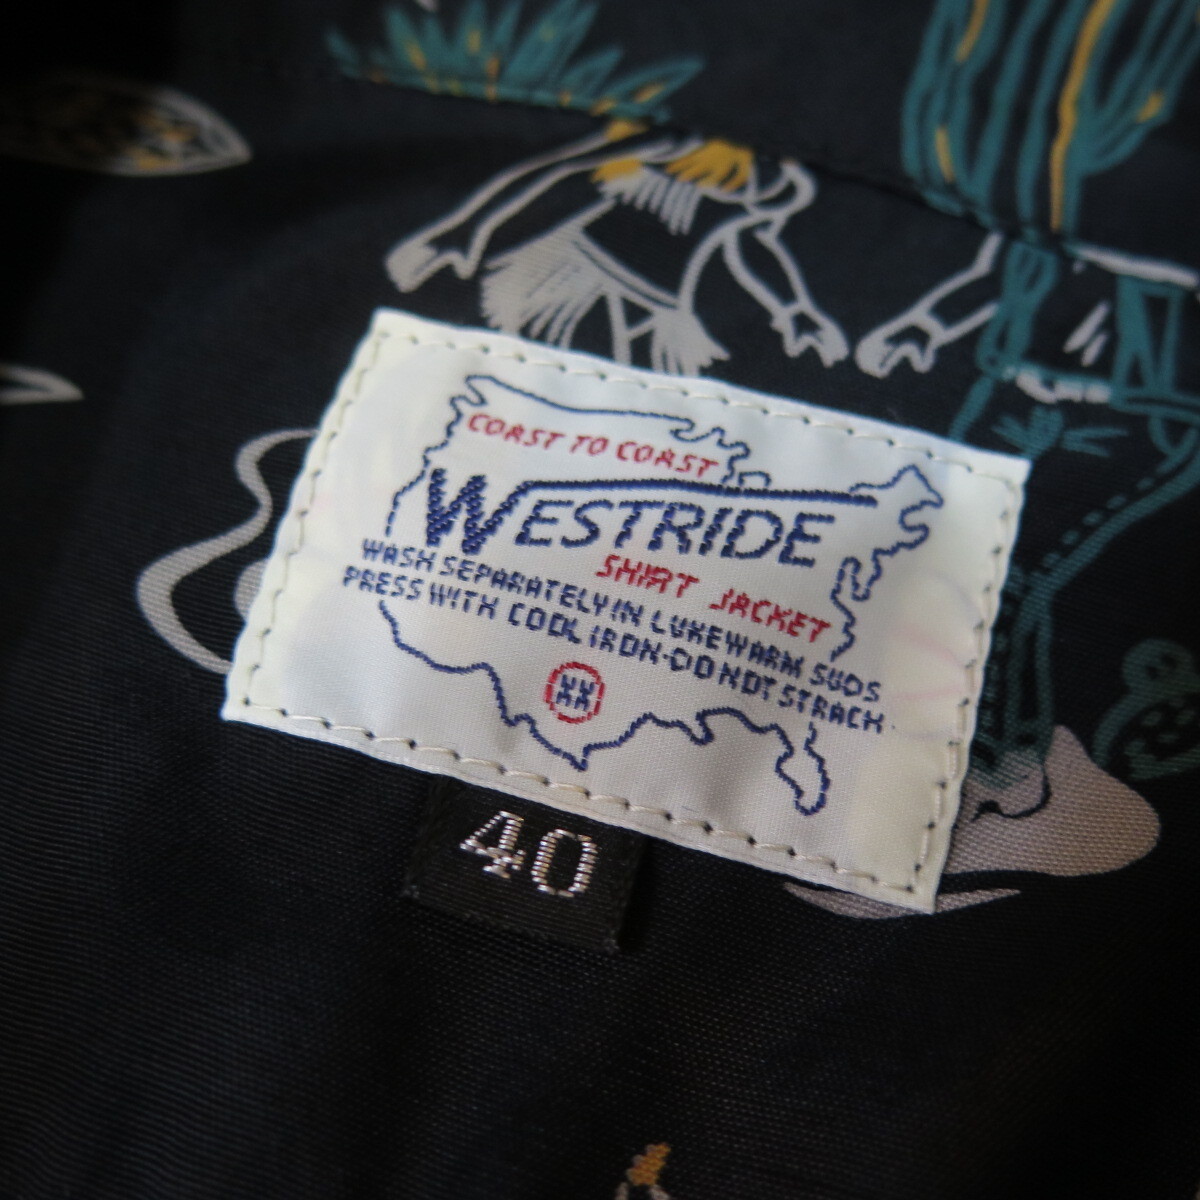 COAST TO COAST
WESTRIDE
SHIRT JACKET
WASH SEPARATELY IN LUKEWARM SUDS
PRESS WITH COOL IRON·DO NOT STRACH
XX
40